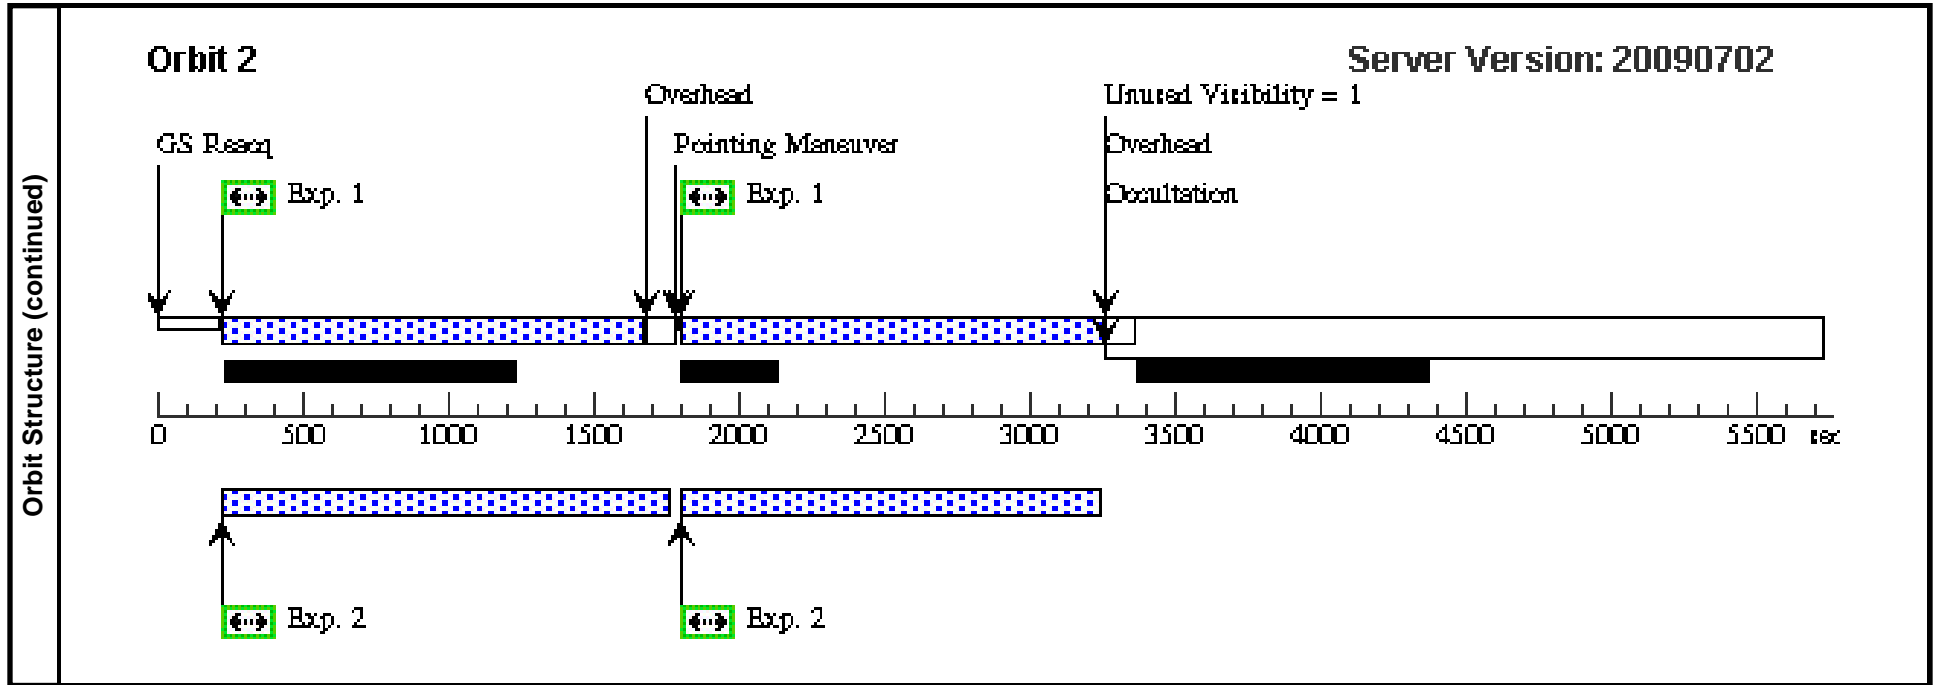 Orbit Structure (continued)
Orbit 2
Server Version: 20090702
Overhead
Unused Visibility = 1
GS Reacq
Pointing Maneuver
Overhead
Exp. 1
Exp. 1
Occultation
0 500 1000 1500 2000 2500 3000 3500 4000 4500 5000 5500 sec
Exp. 2
Exp. 2